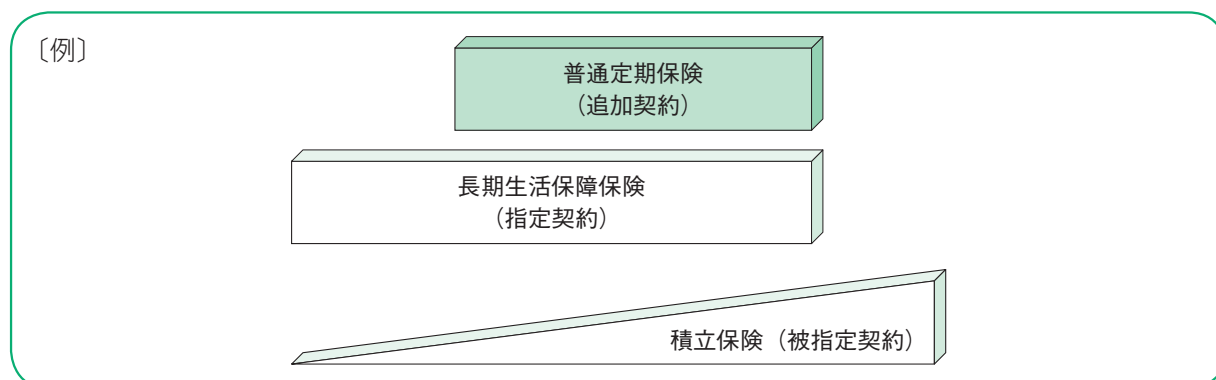 〔例〕
普通定期保険
（追加契約）
長期生活保障保険
（指定契約）
積立保険（被指定契約）